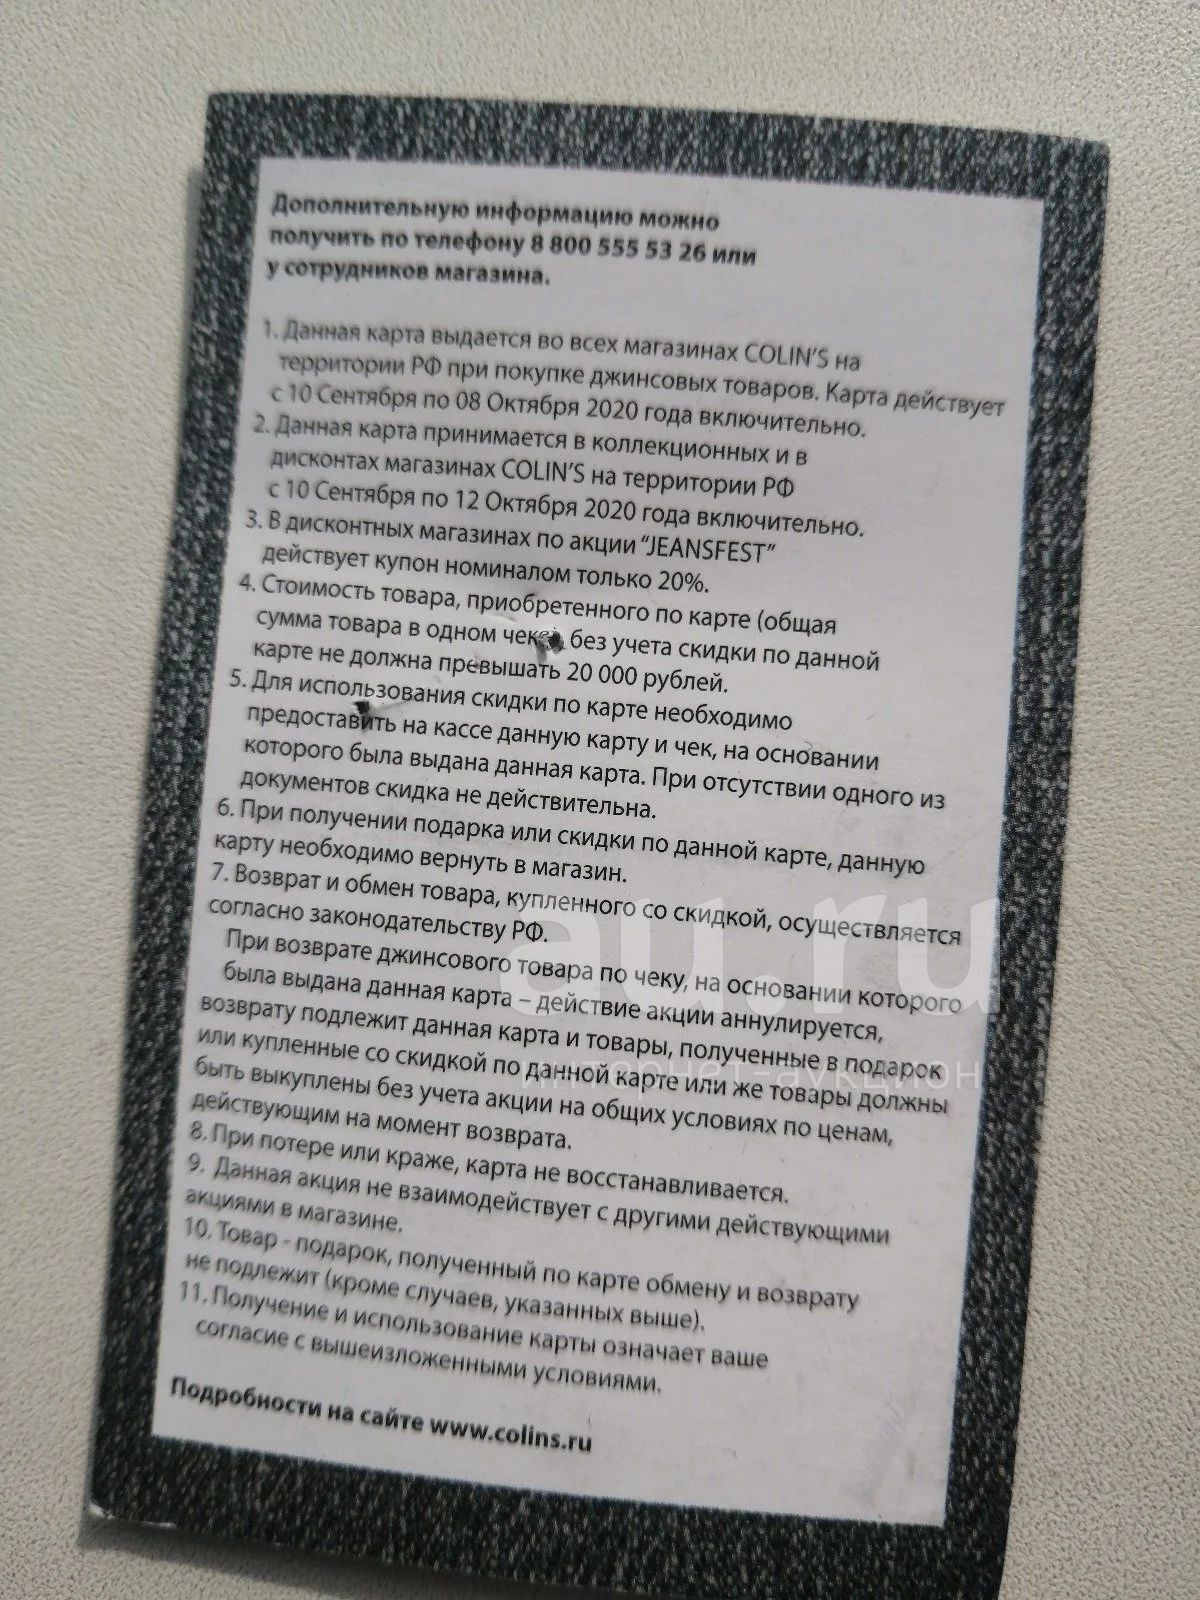 Дополнительную информацию можно
получить по телефону 8 800 555 53 26 или
у сотрудников магазина.
1. Данная карта выдается во всех магазинах COLIN'S на
территории РФ при покупке джинсовых товаров. Карта действует
с 10 Сентября по 08 Октября 2020 года включительно.
2. Данная карта принимается в коллекционных и в
дисконтах магазинах COLIN'S на территории РФ
с 10 Сентября по 12 Октября 2020 года включительно.
3. В дисконтных магазинах по акции "JEANSFEST"
действует купон номиналом только 20%.
4. Стоимость товара, приобретенного по карте (общая
сумма товара в одном чеке), без учета скидки по данной
карте не должна превышать 20 000 рублей.
5. Для использования скидки по карте необходимо
предоставить на кассе данную карту и чек, на основании
которого была выдана данная карта. При отсутствии одного из
документов скидка не действительна.
6. При получении подарка или скидки по данной карте, данную
карту необходимо вернуть в магазин.
7. Возврат и обмен товара, купленного со скидкой, осуществляется
согласно законодательству РФ.
При возврате джинсового товара по чеку, на основании которого
была выдана данная карта – действие акции аннулируется,
возврату подлежит данная карта и товары, полученные в подарок
или купленные со скидкой по данной карте или же товары должны
быть выкуплены без учета акции на общих условиях по ценам,
действующим на момент возврата.
8. При потере или краже, карта не восстанавливается.
9. Данная акция не взаимодействует с другими действующими
акциями в магазине.
10. Товар - подарок, полученный по карте обмену и возврату
не подлежит (кроме случаев, указанных выше).
11. Получение и использование карты означает ваше
согласие с вышеизложенными условиями.
Подробности на сайте www.colins.ru
au.ru
интернет-аукцион